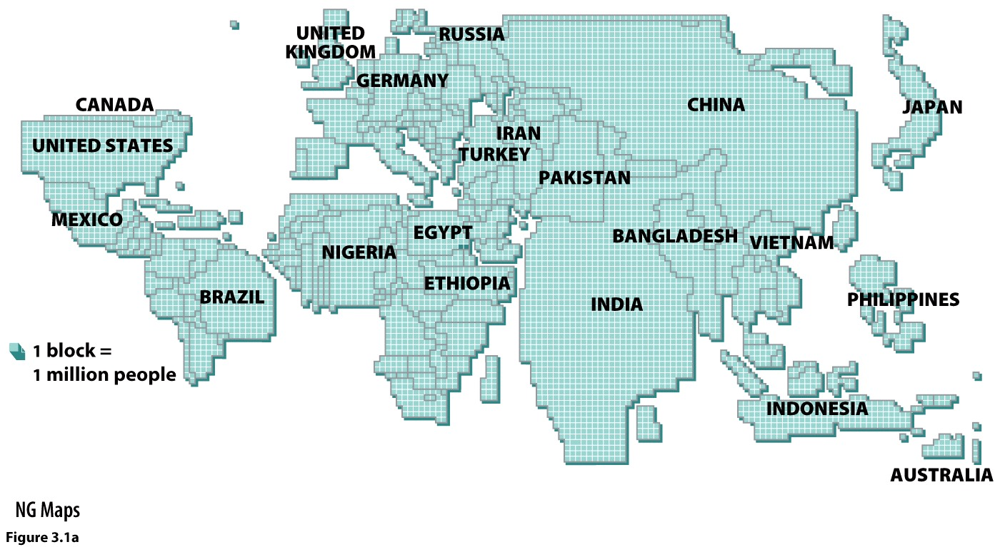 UNITED
KINGDOM
RUSSIA
GERMANY
CANADA
CHINA
JAPAN
UNITED STATES
IRAN
TURKEY
PAKISTAN
MEXICO
EGYPT
BANGLADESH
VIETNAM
NIGERIA
ETHIOPIA
BRAZIL
INDIA
PHILIPPINES
1 block =
1 million people
INDONESIA
AUSTRALIA
NG Maps
Figure 3.1a